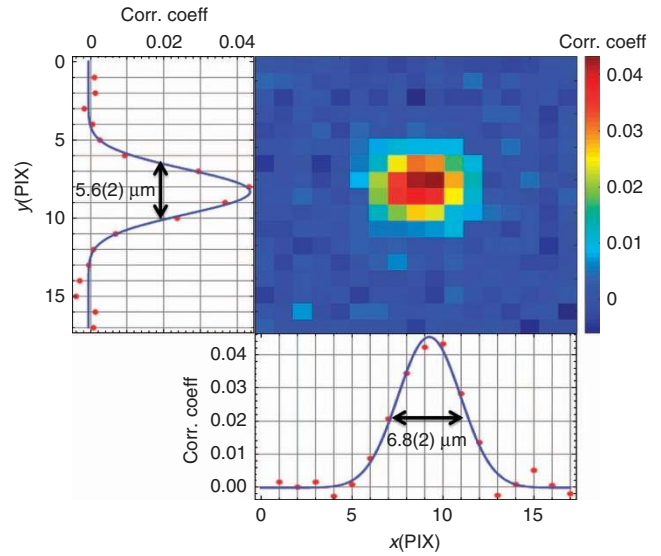 Corr. coeff
0 0.02 0.04
0
5
10
15
y(PIX)
5.6(2) μm
Corr. coeff
0.04
0.03
0.02
0.01
0
0.04
0.03
0.02
0.01
0.00
Corr. coeff
6.8(2) μm
0 5 10 15
x(PIX)